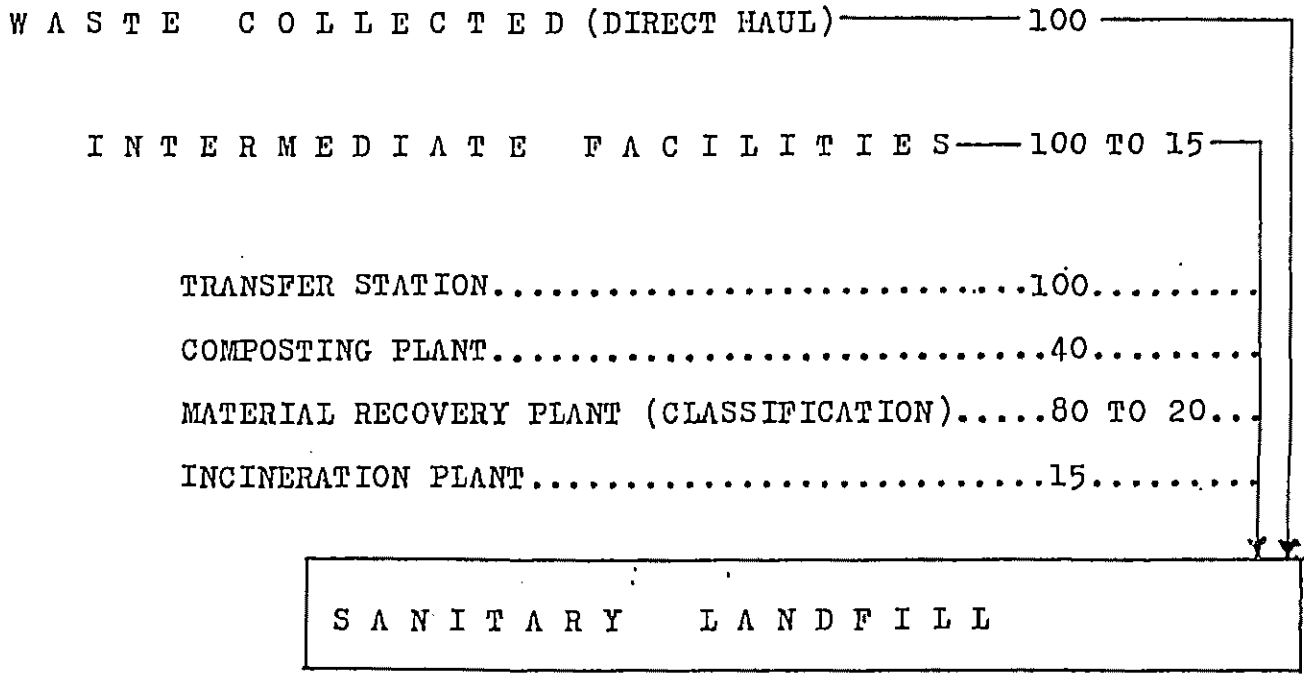 WASTE COLLECTED (DIRECT HAUL) 100
INTERMEDIATE FACILITIES 100 TO 15
TRANSFER STATION............................100.........
COMPOSTING PLANT.............................40.........
MATERIAL RECOVERY PLANT (CLASSIFICATION).....80 TO 20...
INCINERATION PLANT...........................15.........
SANITARY LANDFILL